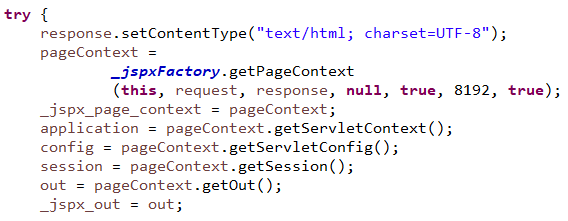 try {
response.setContentType("text/html; charset=UTF-8");
pageContext =
_jspxFactory.getPageContext
(this, request, response, null, true, 8192, true);
_jspx_page_context = pageContext;
application = pageContext.getServletContext();
config = pageContext.getServletConfig();
session = pageContext.getSession();
out = pageContext.getOut();
_jspx_out = out;